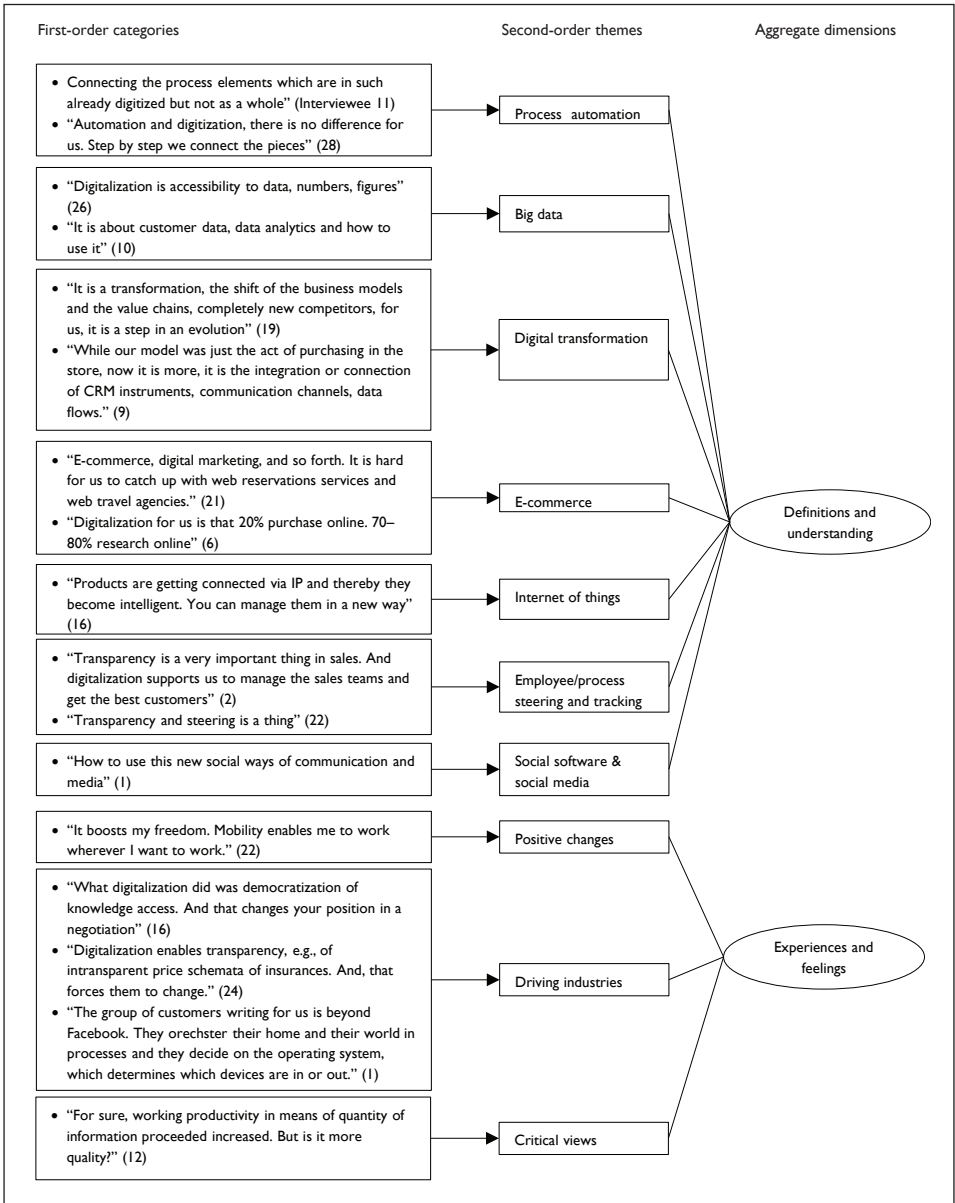 First-order categories
Second-order themes
Aggregate dimensions
• Connecting the process elements which are in such
already digitized but not as a whole” (Interviewee 11)
• “Automation and digitization, there is no difference for
us. Step by step we connect the pieces” (28)
Process automation
• “Digitalization is accessibility to data, numbers, figures”
(26)
• “It is about customer data, data analytics and how to
use it” (10)
Big data
• “It is a transformation, the shift of the business models
and the value chains, completely new competitors, for
us, it is a step in an evolution” (19)
• “While our model was just the act of purchasing in the
store, now it is more, it is the integration or connection
of CRM instruments, communication channels, data
flows.” (9)
Digital transformation
• “E-commerce, digital marketing, and so forth. It is hard
for us to catch up with web reservations services and
web travel agencies.” (21)
• “Digitalization for us is that 20% purchase online. 70–
80% research online” (6)
E-commerce
Definitions and
understanding
• “Products are getting connected via IP and thereby they
become intelligent. You can manage them in a new way”
(16)
Internet of things
• “Transparency is a very important thing in sales. And
digitalization supports us to manage the sales teams and
get the best customers” (2)
• “Transparency and steering is a thing” (22)
Employee/process
steering and tracking
• “How to use this new social ways of communication and
media” (1)
Social software &
social media
• “It boosts my freedom. Mobility enables me to work
wherever I want to work.” (22)
Positive changes
• “What digitalization did was democratization of
knowledge access. And that changes your position in a
negotiation” (16)
• “Digitalization enables transparency, e.g., of
intransparent price schemata of insurances. And, that
forces them to change.” (24)
• “The group of customers writing for us is beyond
Facebook. They orechster their home and their world in
processes and they decide on the operating system,
which determines which devices are in or out.” (1)
Driving industries
Experiences and
feelings
• “For sure, working productivity in means of quantity of
information proceeded increased. But is it more
quality?” (12)
Critical views